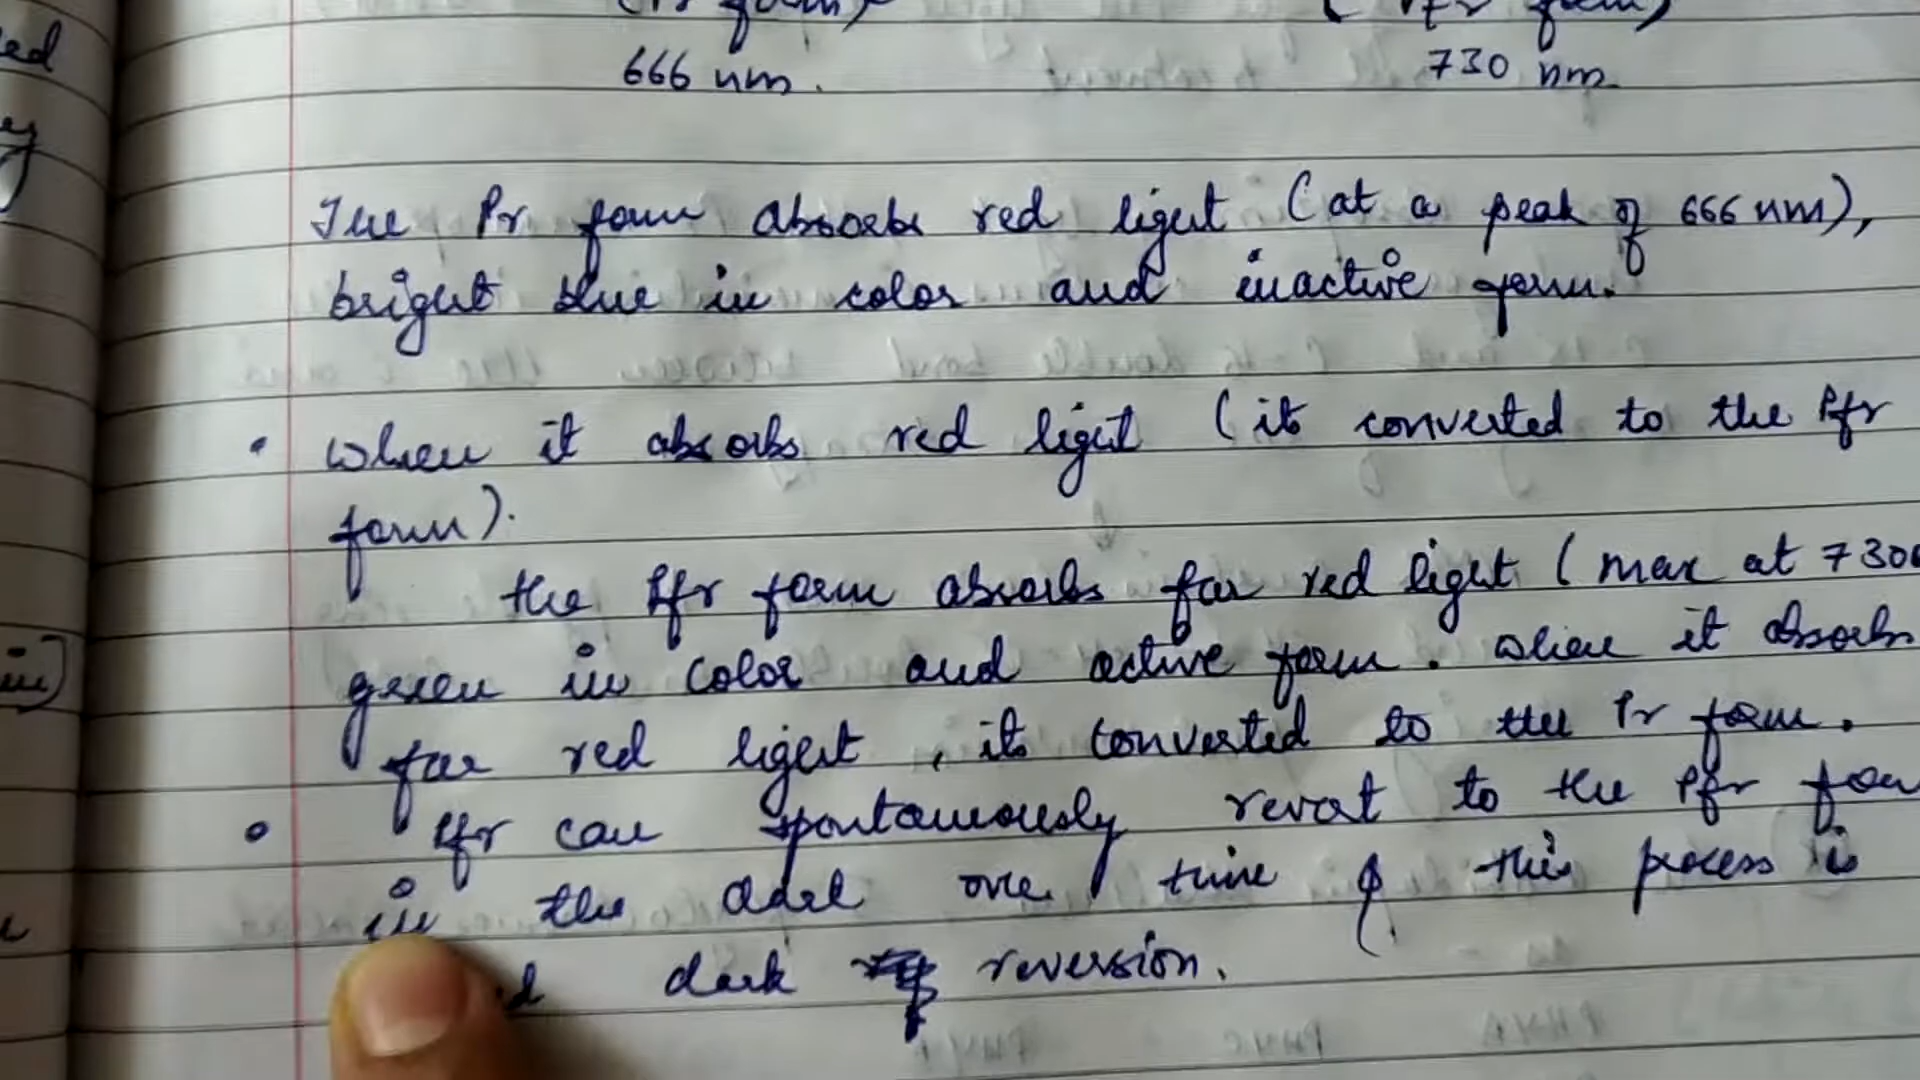 (Pr form) (Pfr form)
666 nm. 730 nm.
The Pr form absorbs red light (at a peak of 666 nm),
bright blue in color and inactive form.
• when it absorbs red light (its converted to the Pfr
form).
the Pfr form absorbs far red light (max at 730
green in color and active form. when it absorbs
far red light, its converted to the Pr form.
• Pfr can spontaneously revert to the Pfr for
in the dark over time & this process is
dark reversion.